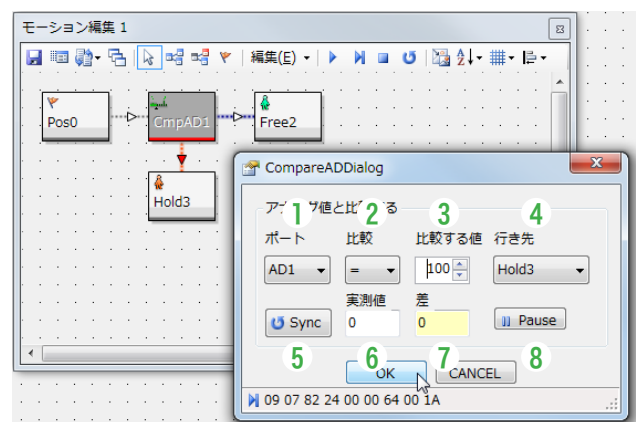 モーション編集 1
編集(E)
Pos0
CmpAD1
Free2
Hold3
CompareADDialog
アナログ値と比較する
1 2 3 4
ポート 比較 比較する値 行き先
AD1 = 100 Hold3
実測値 差
Sync 0 0 Pause
5 6 7 8
OK CANCEL
09 07 82 24 00 00 64 00 1A